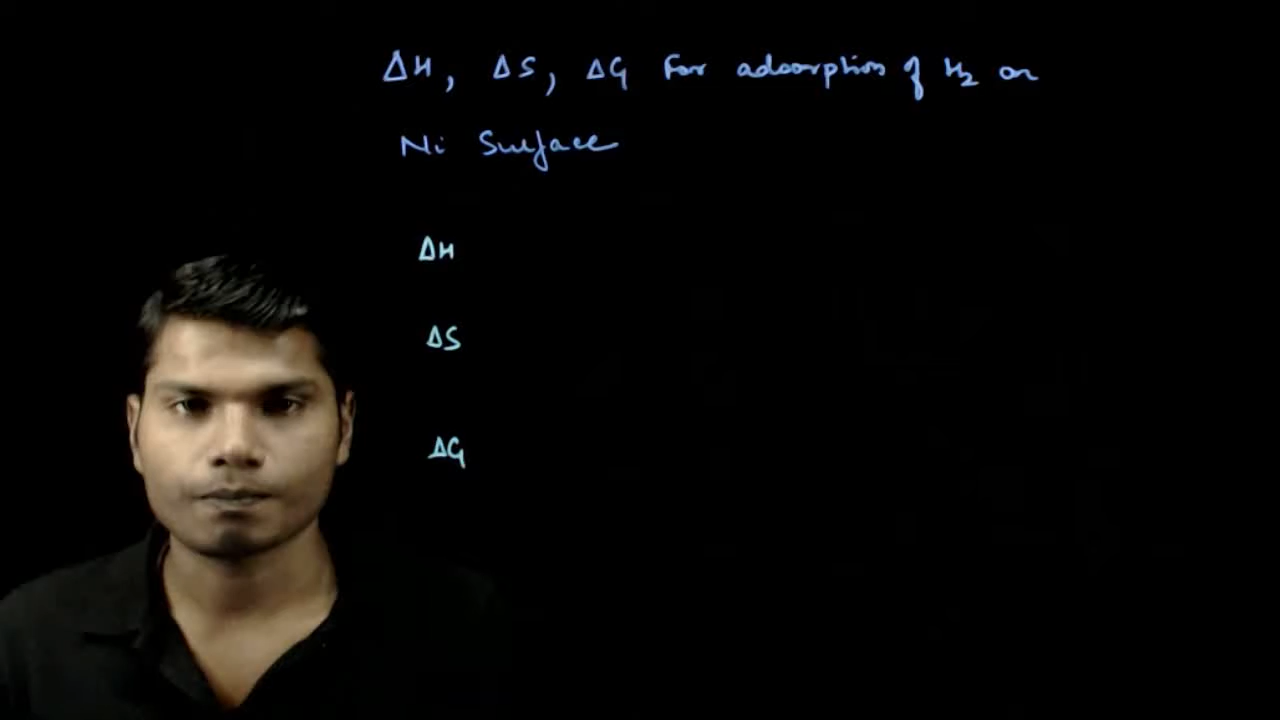 ΔH, ΔS, ΔG For adsorption of H₂ on
Ni Surface
ΔH
ΔS
ΔG